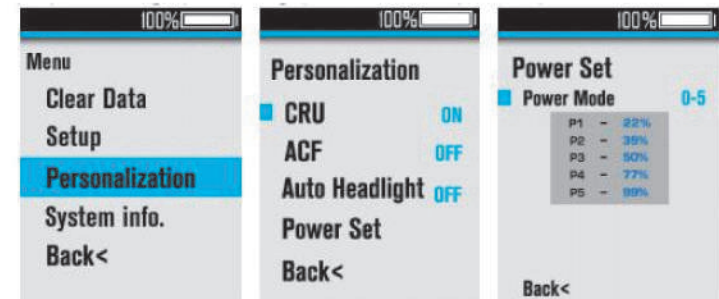 100%
Menu
Clear Data
Setup
Personalization
System info.
Back<
100%
Personalization
CRU ON
ACF OFF
Auto Headlight OFF
Power Set
Back<
100%
Power Set
Power Mode 0-5
P1 - 22%
P2 - 39%
P3 - 50%
P4 - 77%
P5 - 99%
Back<